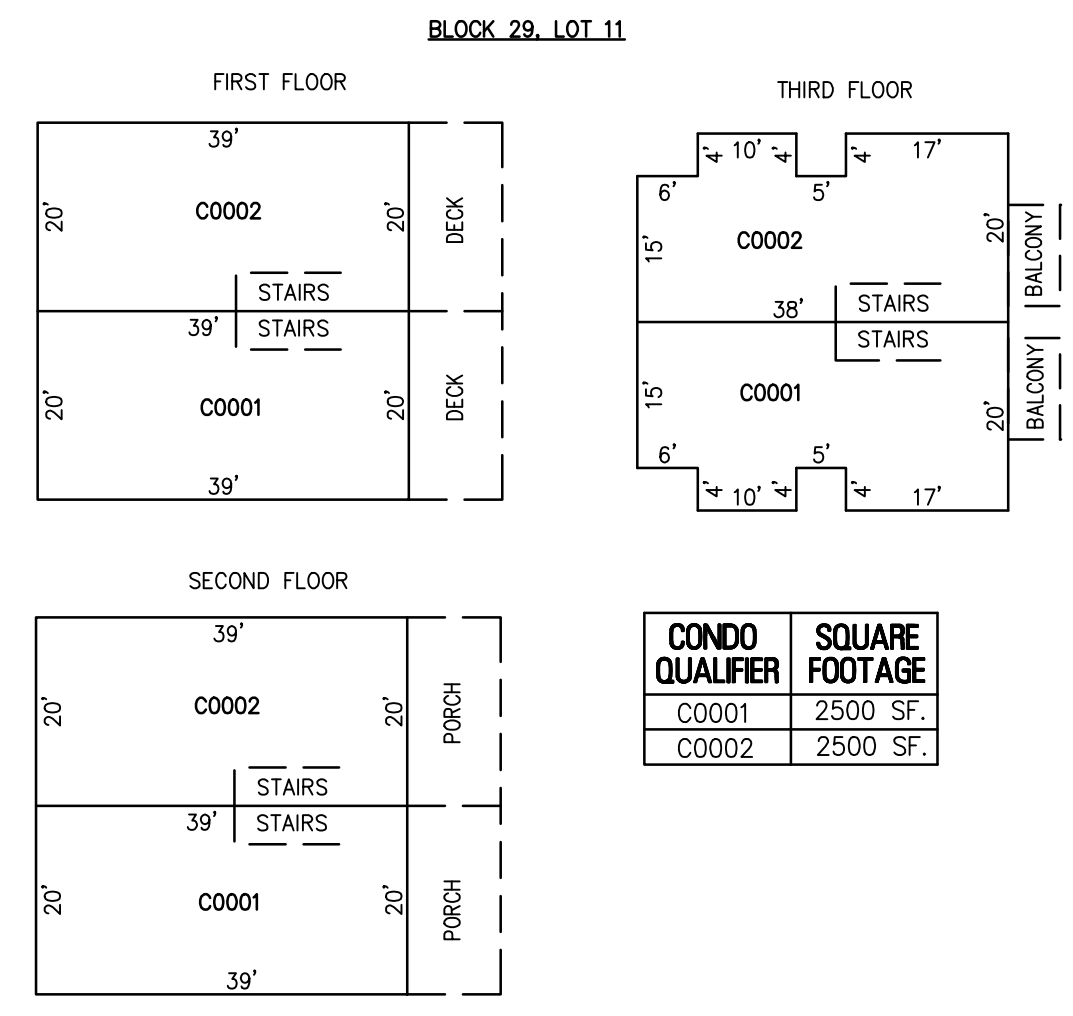 BLOCK 29, LOT 11
FIRST FLOOR
39'
20'
C0002
20'
DECK
STAIRS
39'
STAIRS
20'
C0001
20'
DECK
39'
THIRD FLOOR
4'
10'
4'
4'
17'
6'
5'
15'
C0002
20'
BALCONY
38'
STAIRS
STAIRS
15'
C0001
20'
BALCONY
6'
5'
4'
10'
4'
4'
17'
SECOND FLOOR
39'
20'
C0002
20'
PORCH
STAIRS
39'
STAIRS
20'
C0001
20'
PORCH
39'
CONDO QUALIFIER
SQUARE FOOTAGE
C0001 2500 SF.
C0002 2500 SF.